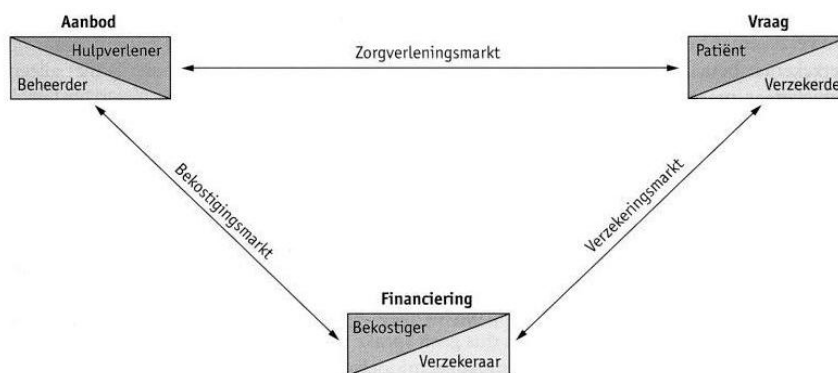 Aanbod
Hulpverlener
Beheerder
Zorgverleningsmarkt
Vraag
Patiënt
Verzekerde
Bekostigingsmarkt
Verzekeringsmarkt
Financiering
Bekostiger
Verzekeraar